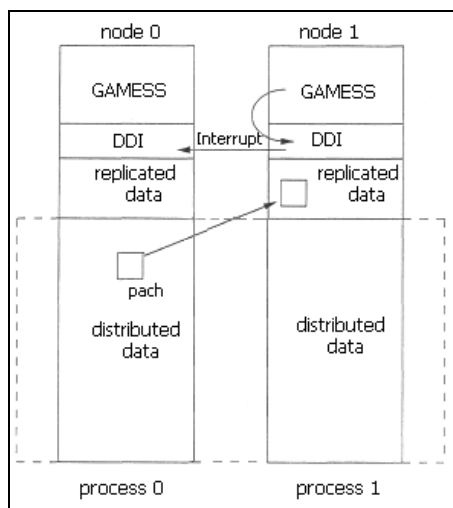 node 0
node 1
GAMESS
GAMESS
DDI
Interrupt
DDI
replicated
data
replicated
data
pach
distributed
data
distributed
data
process 0
process 1